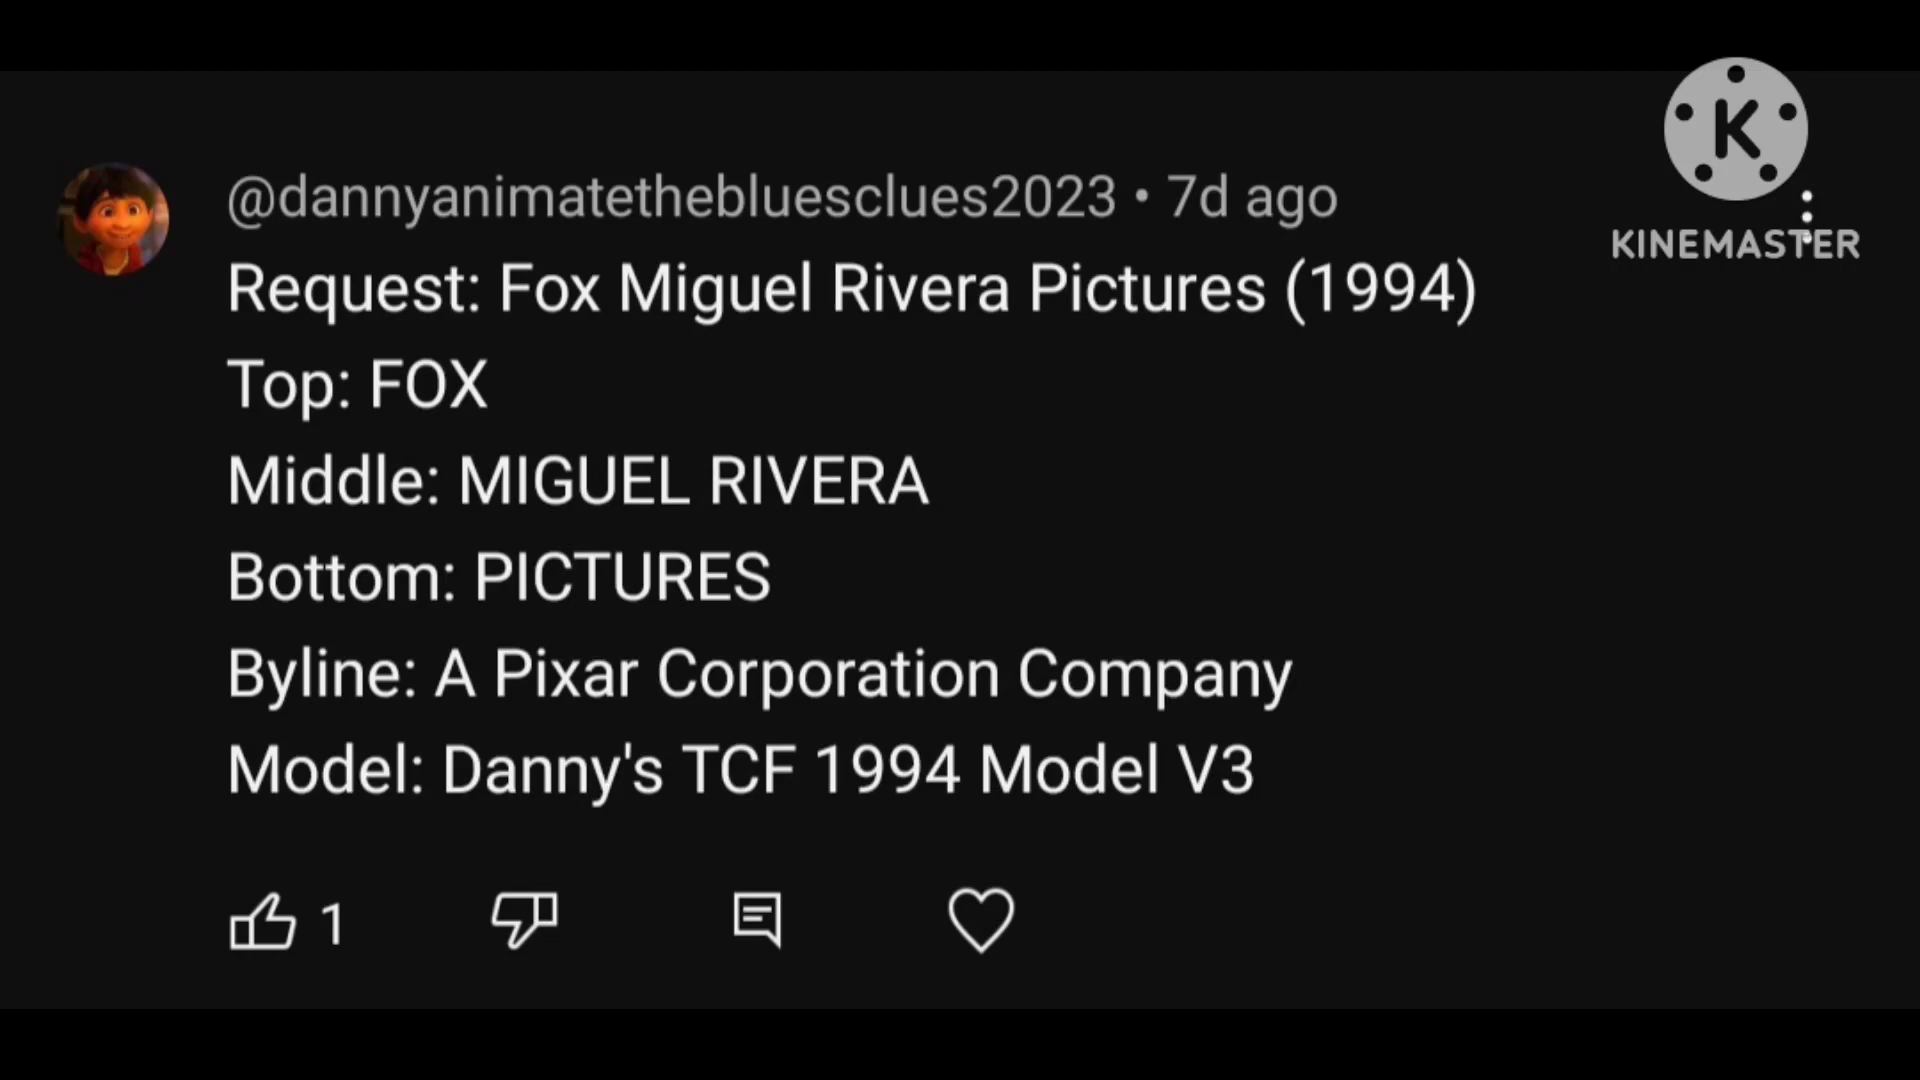 @dannyanimatethebluesclues2023 • 7d ago
Request: Fox Miguel Rivera Pictures (1994)
Top: FOX
Middle: MIGUEL RIVERA
Bottom: PICTURES
Byline: A Pixar Corporation Company
Model: Danny's TCF 1994 Model V3
1
K
KINEMASTER